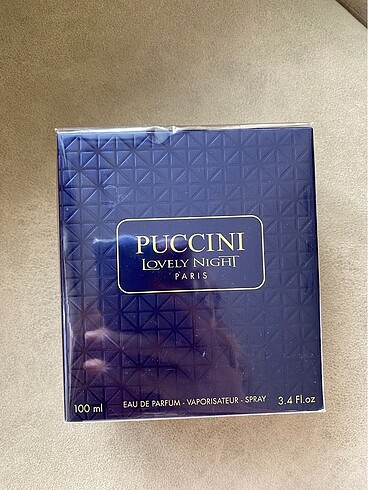 PUCCINI
LOVELY NIGHT
PARIS
100 ml EAU DE PARFUM - VAPORISATEUR - SPRAY 3.4 Fl.oz